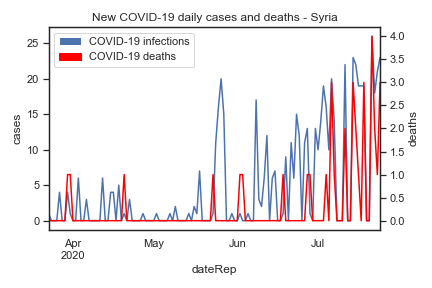 New COVID-19 daily cases and deaths - Syria
COVID-19 infections
COVID-19 deaths
25
20
15
10
5
0
cases
4.0
3.5
3.0
2.5
2.0
1.5
1.0
0.5
0.0
deaths
Apr
2020
May
Jun
Jul
dateRep